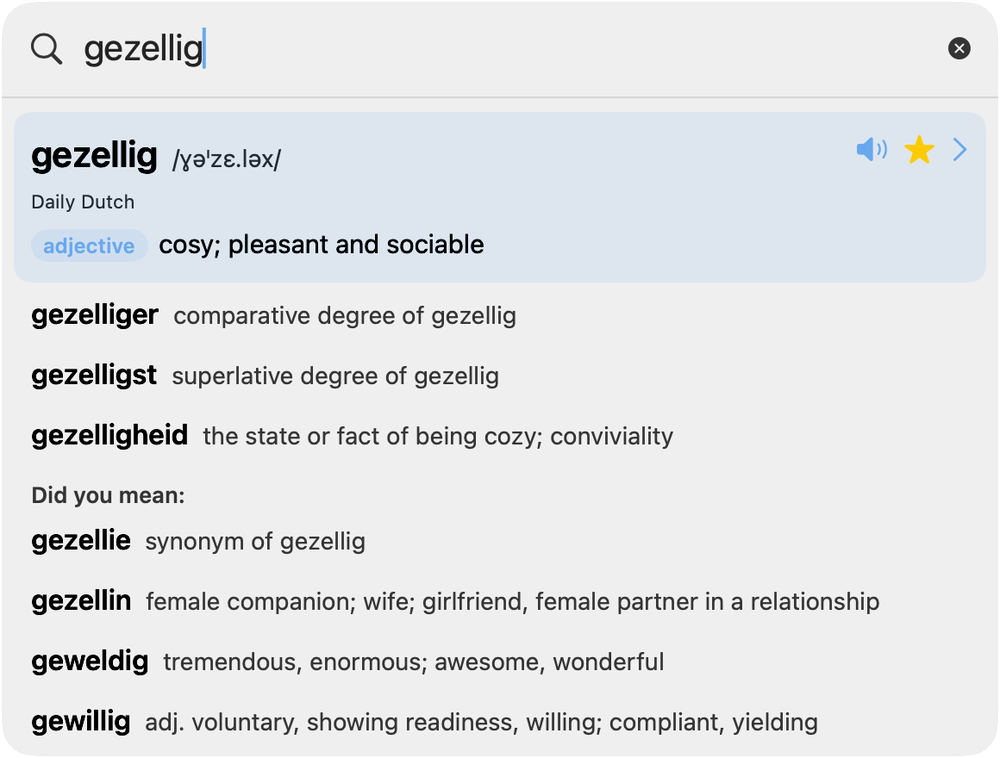 gezellig
gezellig /ɣəˈzɛ.ləx/
Daily Dutch
adjective cosy; pleasant and sociable
gezelliger comparative degree of gezellig
gezelligst superlative degree of gezellig
gezelligheid the state or fact of being cozy; conviviality
Did you mean:
gezellie synonym of gezellig
gezellin female companion; wife; girlfriend, female partner in a relationship
geweldig tremendous, enormous; awesome, wonderful
gewillig adj. voluntary, showing readiness, willing; compliant, yielding